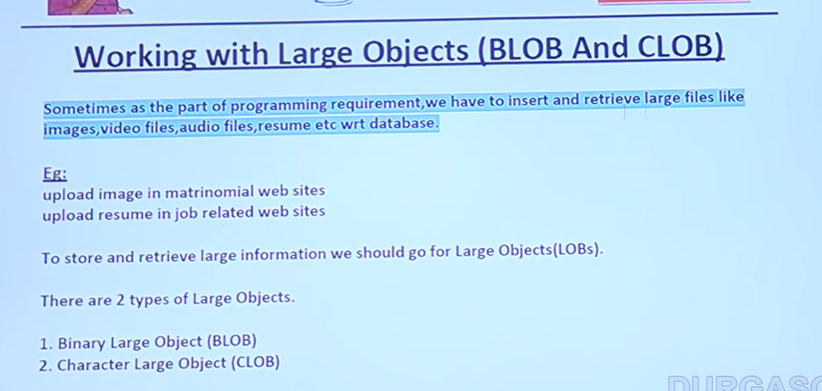 Working with Large Objects (BLOB And CLOB)
Sometimes as the part of programming requirement,we have to insert and retrieve large files like
images,video files,audio files,resume etc wrt database.
Eg:
upload image in matrinomial web sites
upload resume in job related web sites
To store and retrieve large information we should go for Large Objects(LOBs).
There are 2 types of Large Objects.
1. Binary Large Object (BLOB)
2. Character Large Object (CLOB)